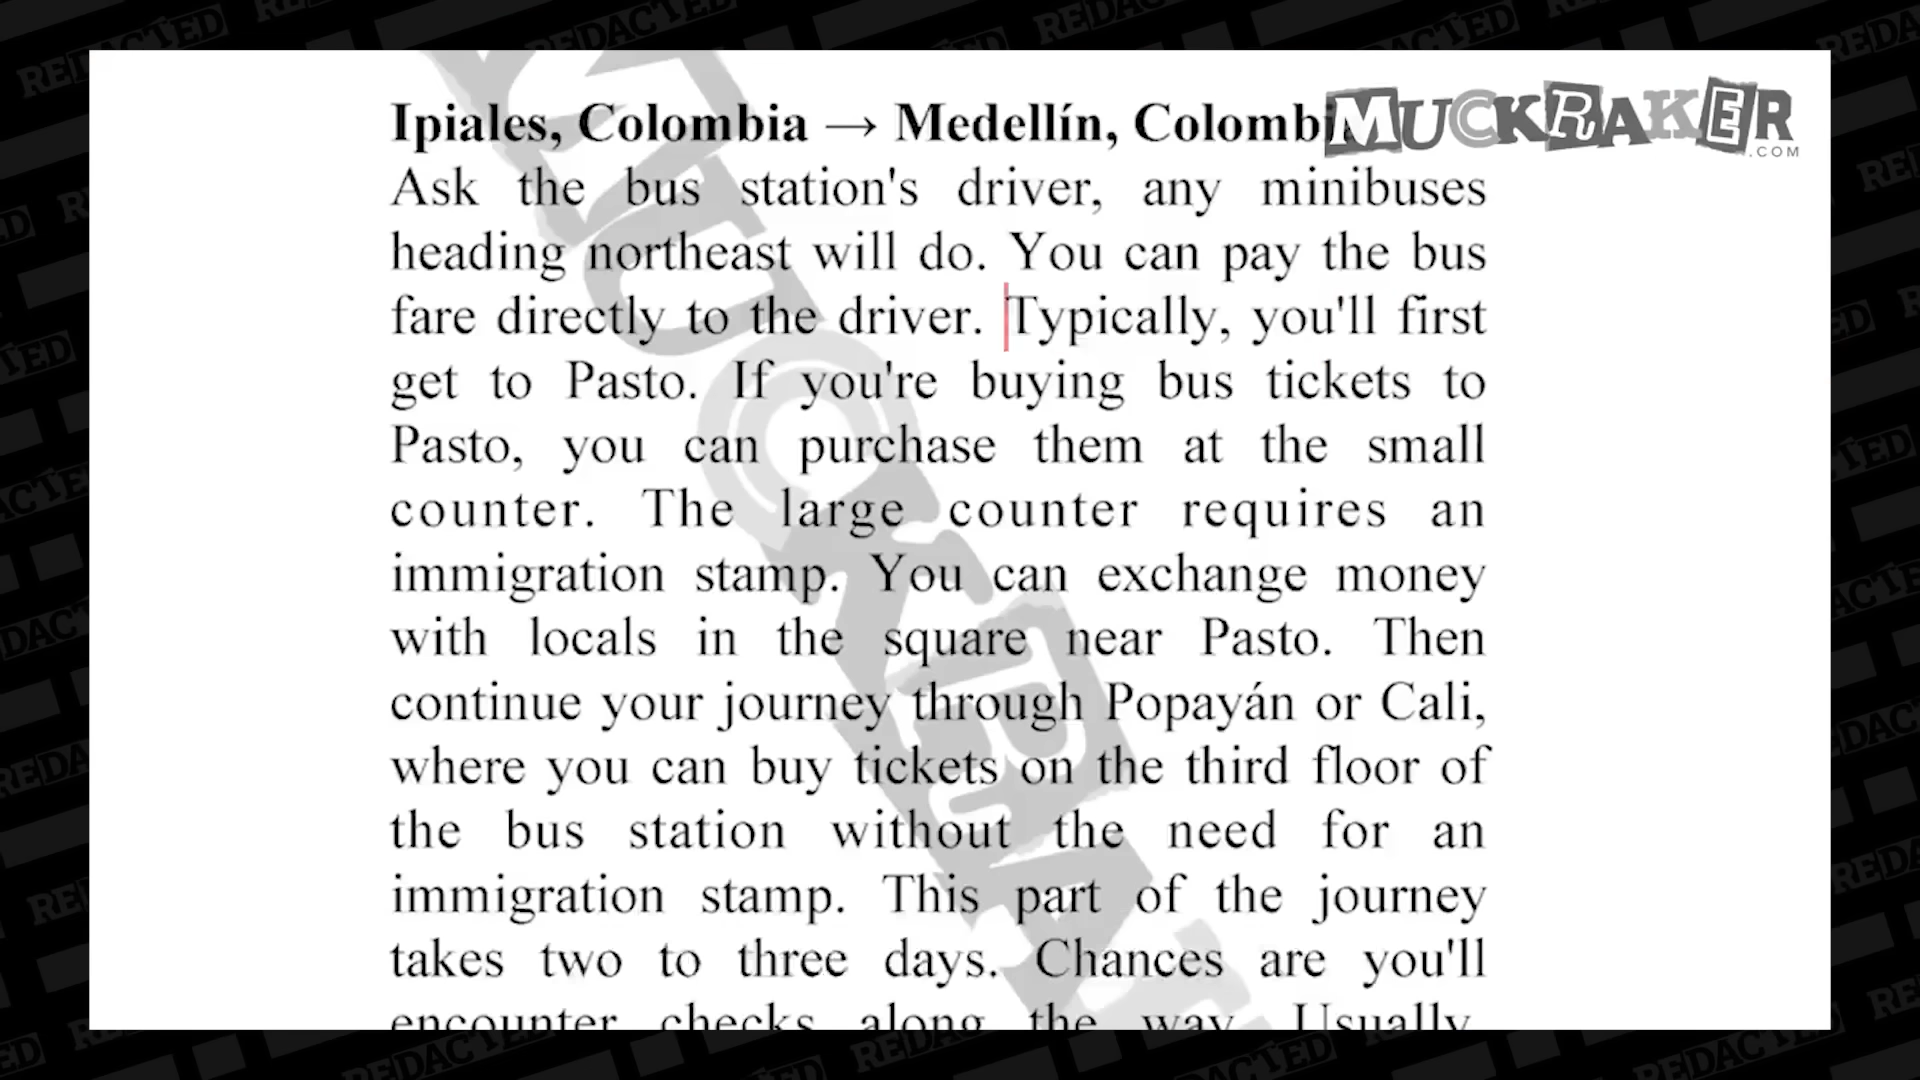 Ipiales, Colombia → Medellín, Colombia
MUCKRAKER
.COM
Ask the bus station's driver, any minibuses
heading northeast will do. You can pay the bus
fare directly to the driver. Typically, you'll first
get to Pasto. If you're buying bus tickets to
Pasto, you can purchase them at the small
counter. The large counter requires an
immigration stamp. You can exchange money
with locals in the square near Pasto. Then
continue your journey through Popayán or Cali,
where you can buy tickets on the third floor of
the bus station without the need for an
immigration stamp. This part of the journey
takes two to three days. Chances are you'll
encounter checks along the way. Usually,